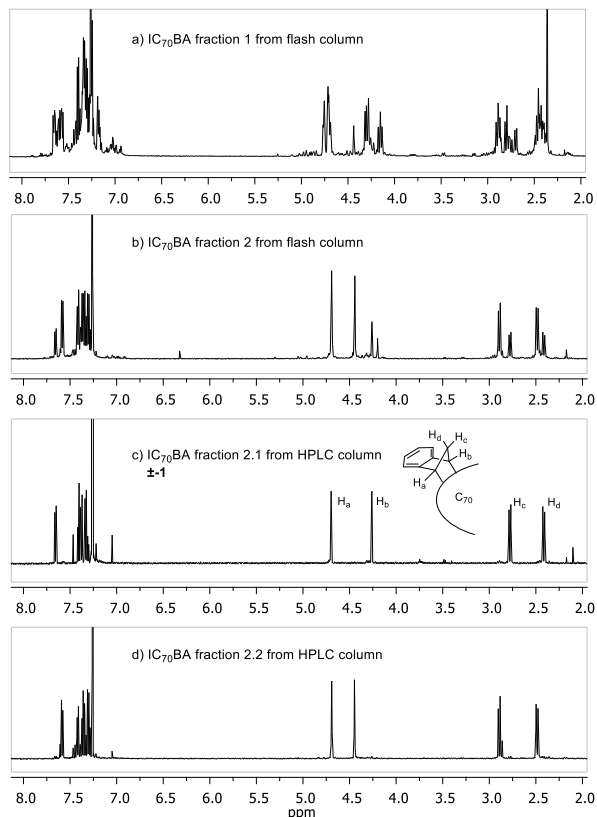 a) IC₇₀BA fraction 1 from flash column
8.0 7.5 7.0 6.5 6.0 5.5 5.0 4.5 4.0 3.5 3.0 2.5 2.0
b) IC₇₀BA fraction 2 from flash column
8.0 7.5 7.0 6.5 6.0 5.5 5.0 4.5 4.0 3.5 3.0 2.5 2.0
c) IC₇₀BA fraction 2.1 from HPLC column
±-1
Hd Hc
Hb
Ha
C₇₀
Ha Hb Hc Hd
8.0 7.5 7.0 6.5 6.0 5.5 5.0 4.5 4.0 3.5 3.0 2.5 2.0
d) IC₇₀BA fraction 2.2 from HPLC column
8.0 7.5 7.0 6.5 6.0 5.5 5.0 4.5 4.0 3.5 3.0 2.5 2.0
ppm